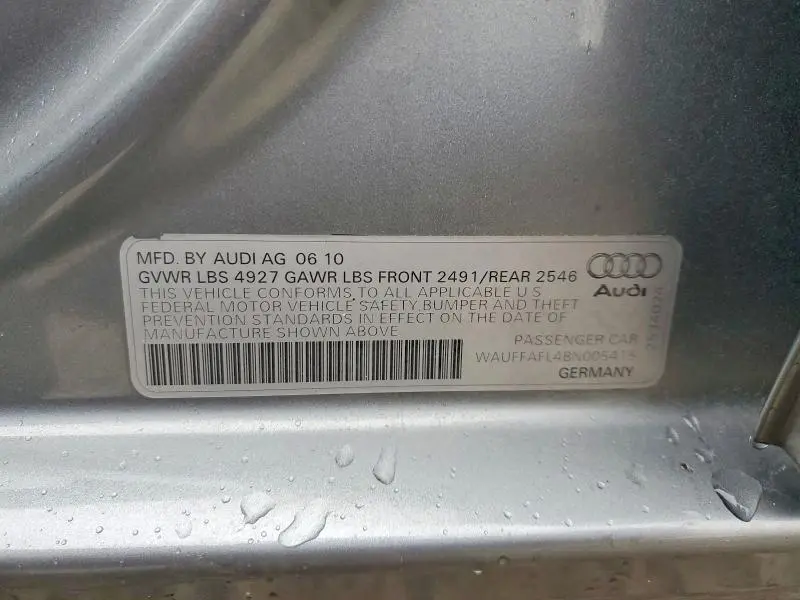 MFD. BY AUDI AG 06 10
GVWR LBS 4927 GAWR LBS FRONT 2491/REAR 2546
THIS VEHICLE CONFORMS TO ALL APPLICABLE U S
FEDERAL MOTOR VEHICLE SAFETY, BUMPER AND THEFT
PREVENTION STANDARDS IN EFFECT ON THE DATE OF
MANUFACTURE SHOWN ABOVE
Audi
PASSENGER CAR
WAUFFAFL4BN005415
GERMANY